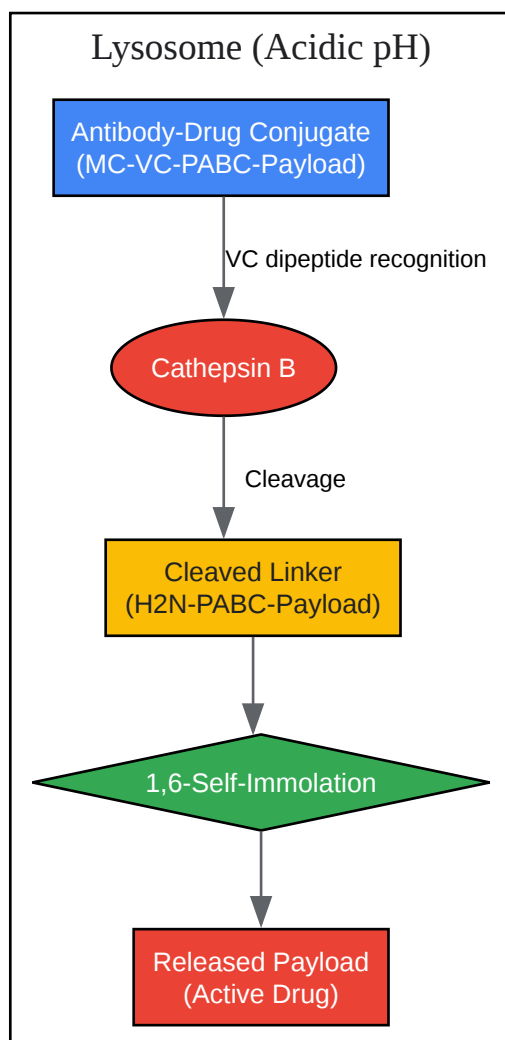 Lysosome (Acidic pH)
Antibody-Drug Conjugate
(MC-VC-PABC-Payload)
VC dipeptide recognition
Cathepsin B
Cleavage
Cleaved Linker
(H2N-PABC-Payload)
1,6-Self-Immolation
Released Payload
(Active Drug)